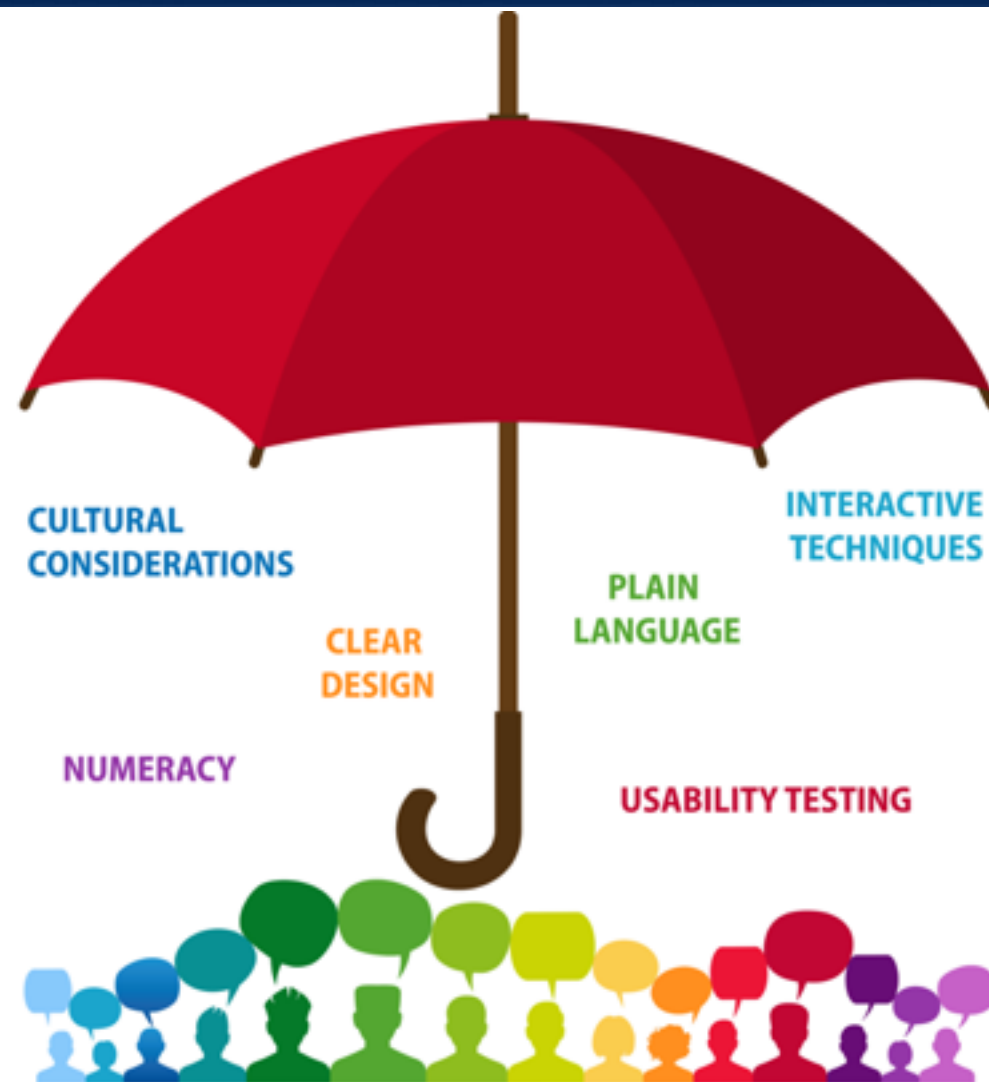 CULTURAL
CONSIDERATIONS
INTERACTIVE
TECHNIQUES
PLAIN
LANGUAGE
CLEAR
DESIGN
NUMERACY
USABILITY TESTING